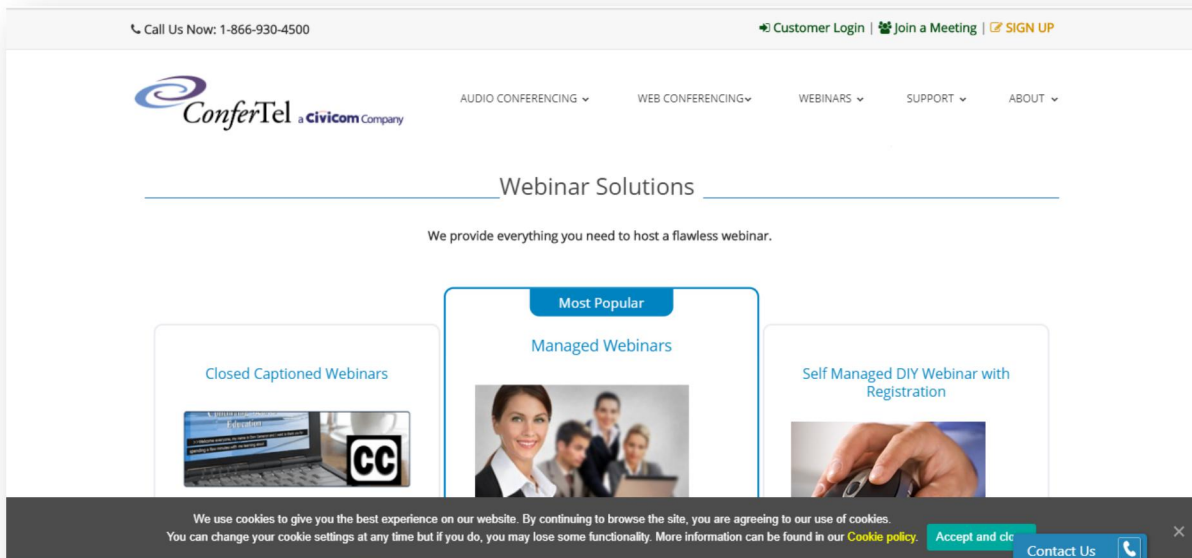 Call Us Now: 1-866-930-4500
Customer Login | Join a Meeting | SIGN UP
ConferTel a civicom Company
AUDIO CONFERENCING
WEB CONFERENCING
WEBINARS
SUPPORT
ABOUT
Webinar Solutions
We provide everything you need to host a flawless webinar.
Most Popular
Managed Webinars
Closed Captioned Webinars
Self Managed DIY Webinar with
Registration
Education
CC
We use cookies to give you the best experience on our website. By continuing to browse the site, you are agreeing to our use of cookies.
You can change your cookie settings at any time but if you do, you may lose some functionality. More information can be found in our Cookie policy.
Accept and clo
Contact Us